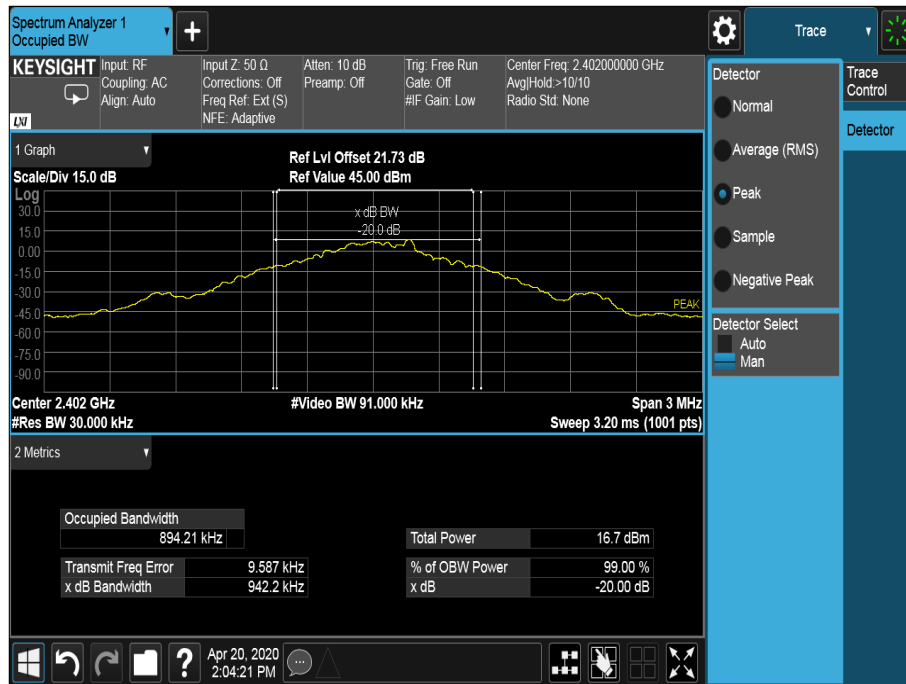 Spectrum Analyzer 1
Occupied BW
Trace
KEYSIGHT
LXI
Input: RF
Coupling: AC
Align: Auto
Input Z: 50 Ω
Corrections: Off
Freq Ref: Ext (S)
NFE: Adaptive
Atten: 10 dB
Preamp: Off
Trig: Free Run
Gate: Off
#IF Gain: Low
Center Freq: 2.402000000 GHz
Avg|Hold:>10/10
Radio Std: None
1 Graph
Scale/Div 15.0 dB
Ref Lvl Offset 21.73 dB
Ref Value 45.00 dBm
Log
30.0
15.0
0.00
-15.0
-30.0
-45.0
-60.0
-75.0
-90.0
x dB BW
-20.0 dB
PEAK
Center 2.402 GHz
#Res BW 30.000 kHz
#Video BW 91.000 kHz
Span 3 MHz
Sweep 3.20 ms (1001 pts)
2 Metrics
Occupied Bandwidth
894.21 kHz
Transmit Freq Error 9.587 kHz
x dB Bandwidth 942.2 kHz
Total Power 16.7 dBm
% of OBW Power 99.00 %
x dB -20.00 dB
Detector
Normal
Average (RMS)
Peak
Sample
Negative Peak
Detector Select
Auto
Man
Trace
Control
Detector
?
Apr 20, 2020
2:04:21 PM